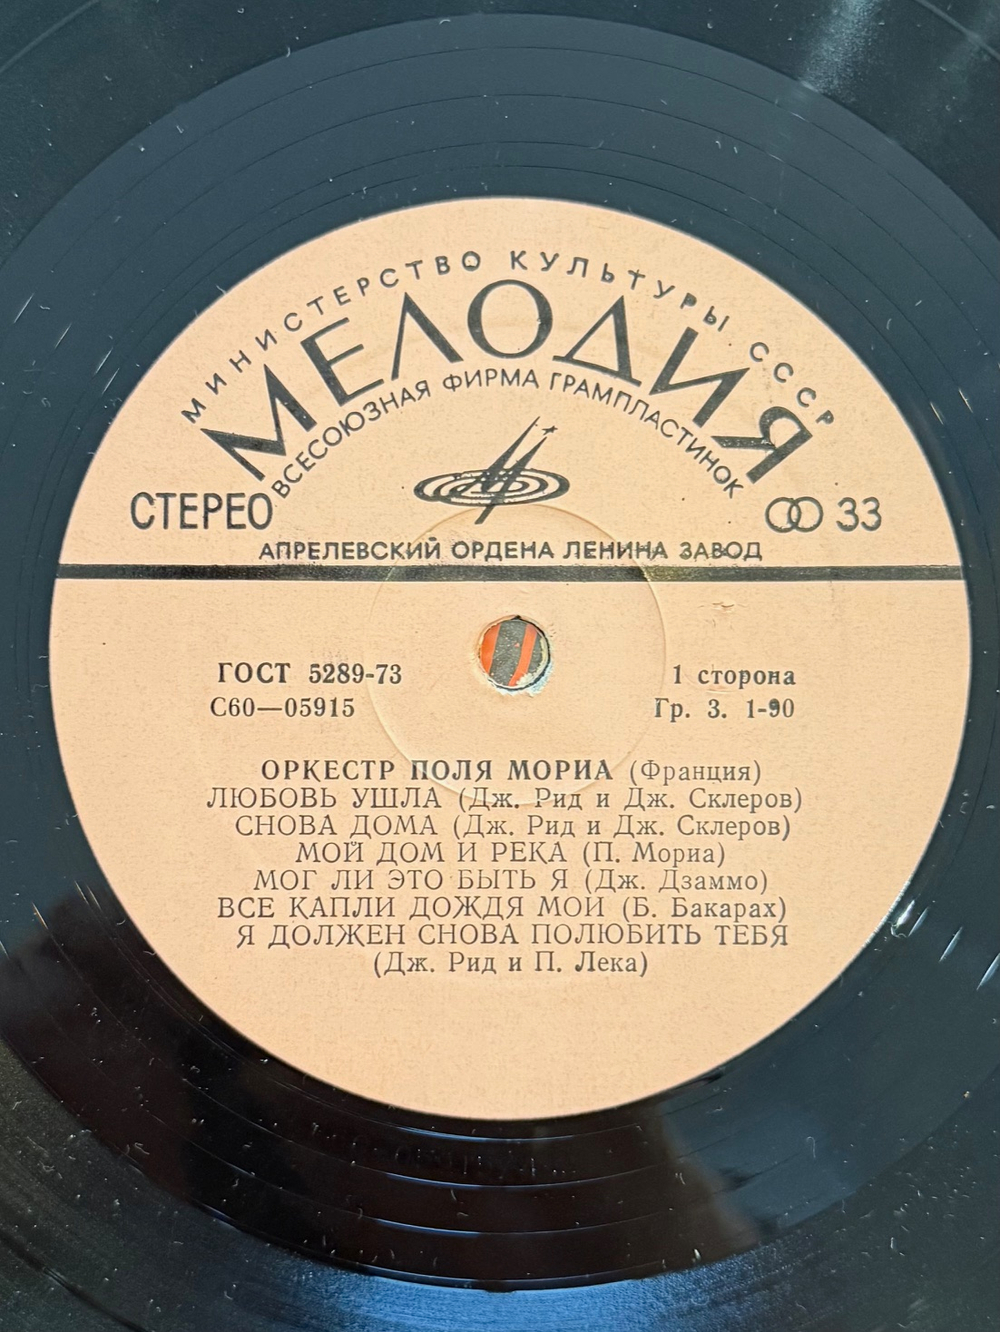 МИНИСТЕРСТВО КУЛЬТУРЫ СССР
МЕЛОДИЯ
ВСЕСОЮЗНАЯ ФИРМА ГРАМПЛАСТИНОК
СТЕРЕО
33
АПРЕЛЕВСКИЙ ОРДЕНА ЛЕНИНА ЗАВОД
ГОСТ 5289-73
1 сторона
С60—05915
Гр. 3. 1-90
ОРКЕСТР ПОЛЯ МОРИА (Франция)
ЛЮБОВЬ УШЛА (Дж. Рид и Дж. Склеров)
СНОВА ДОМА (Дж. Рид и Дж. Склеров)
МОЙ ДОМ И РЕКА (П. Мориа)
МОГ ЛИ ЭТО БЫТЬ Я (Дж. Дзаммо)
ВСЕ КАПЛИ ДОЖДЯ МОИ (Б. Бакарах)
Я ДОЛЖЕН СНОВА ПОЛЮБИТЬ ТЕБЯ
(Дж. Рид и П. Лека)